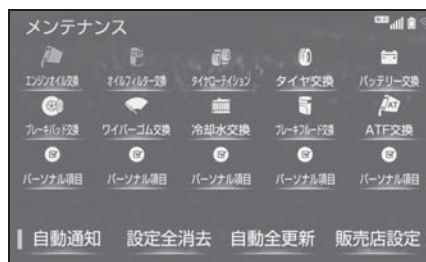 メンテナンス
エンジンオイル交換 オイルフィルター交換 タイヤローテイション タイヤ交換 バッテリー交換
ブレーキパッド交換 ワイパーゴム交換 冷却水交換 ブレーキフルード交換 ATF交換
パーソナル項目 パーソナル項目 パーソナル項目 パーソナル項目 パーソナル項目
自動通知 設定全消去 自動全更新 販売店設定